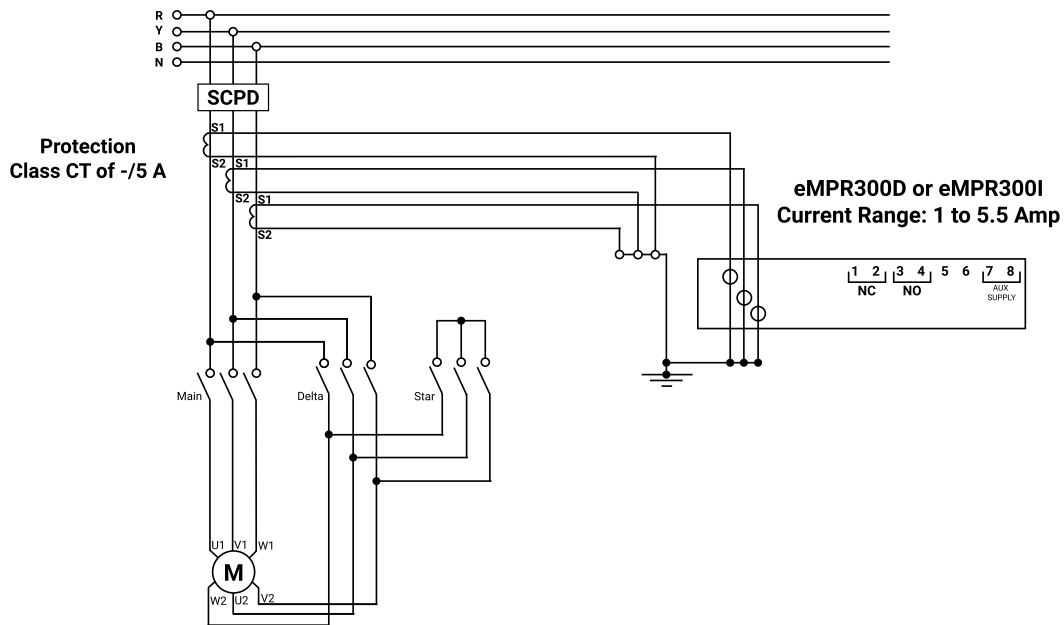 R
Y
B
N
SCPD
S1
S2 S1
S2 S1
S2
Protection
Class CT of -/5 A
eMPR300D or eMPR300I
Current Range: 1 to 5.5 Amp
1 2 3 4 5 6 7 8
NC NO AUX
SUPPLY
Main Delta Star
U1 V1 W1
M
W2 U2 V2